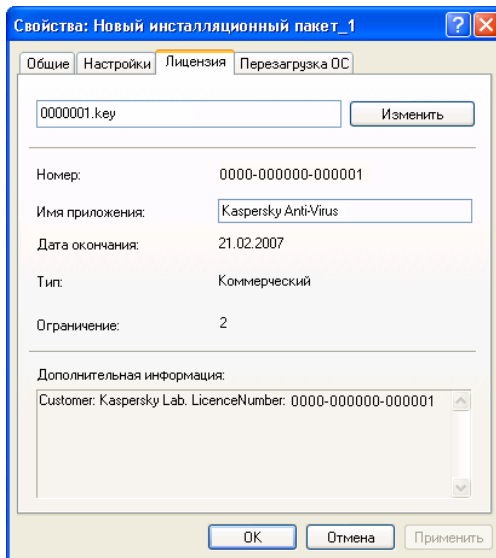 Свойства: Новый инсталляционный пакет_1
Общие Настройки Лицензия Перезагрузка ОС
0000001.key Изменить
Номер: 0000-000000-000001
Имя приложения: Kaspersky Anti-Virus
Дата окончания: 21.02.2007
Тип: Коммерческий
Ограничение: 2
Дополнительная информация:
Customer: Kaspersky Lab. LicenceNumber: 0000-000000-000001
OK Отмена Применить